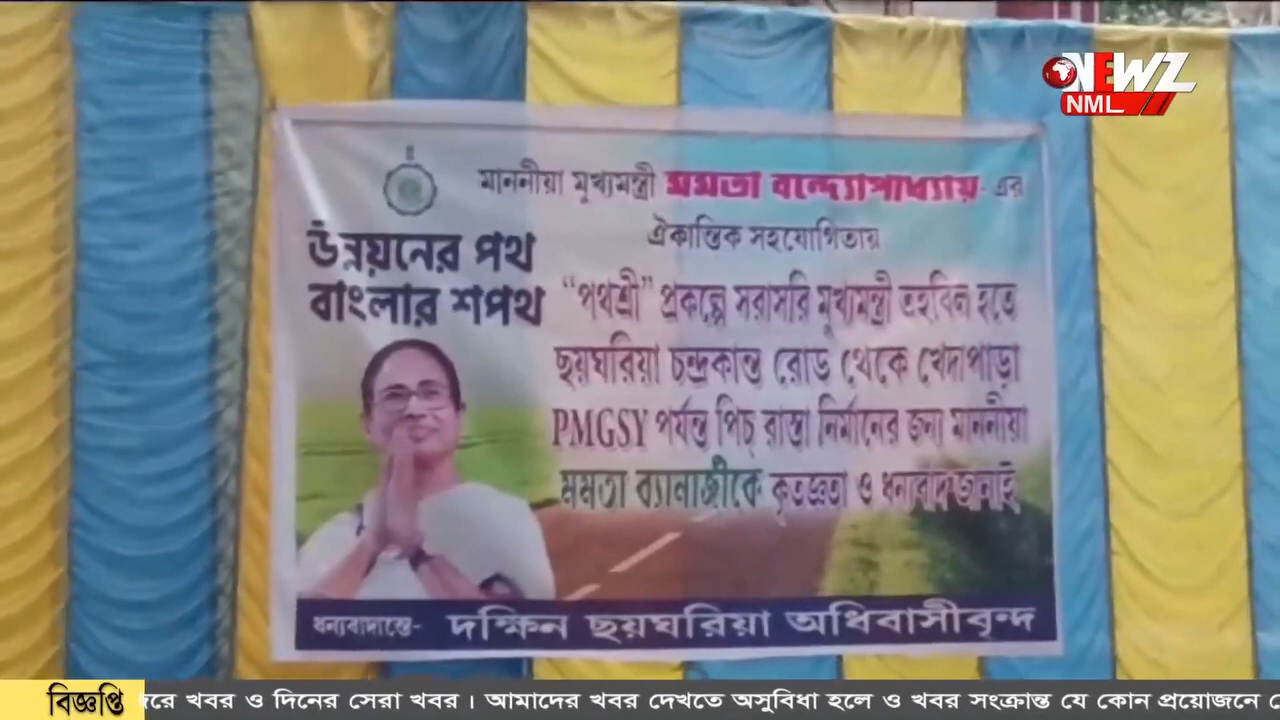 NEWZ
NML
মাননীয়া মুখ্যমন্ত্রী মমতা বন্দ্যোপাধ্যায়-এর
ঐকান্তিক সহযোগিতায়
উন্নয়নের পথ
বাংলার শপথ
“পথশ্রী” প্রকল্পে সরাসরি মুখ্যমন্ত্রী তহবিল হতে
ছয়ঘরিয়া চন্দ্রকান্ত রোড থেকে খেদাপাড়া
PMGSY পর্যন্ত পিচ রাস্তা নির্মানের জন্য মাননীয়া
মমতা ব্যানার্জীকে কৃতজ্ঞতা ও ধন্যবাদ জানাই
ধন্যবাদান্তে- দক্ষিন ছয়ঘরিয়া অধিবাসীবৃন্দ
বিজ্ঞপ্তি খবর ও দিনের সেরা খবর। আমাদের খবর দেখতে অসুবিধা হলে ও খবর সংক্রান্ত যে কোন প্রয়োজনে